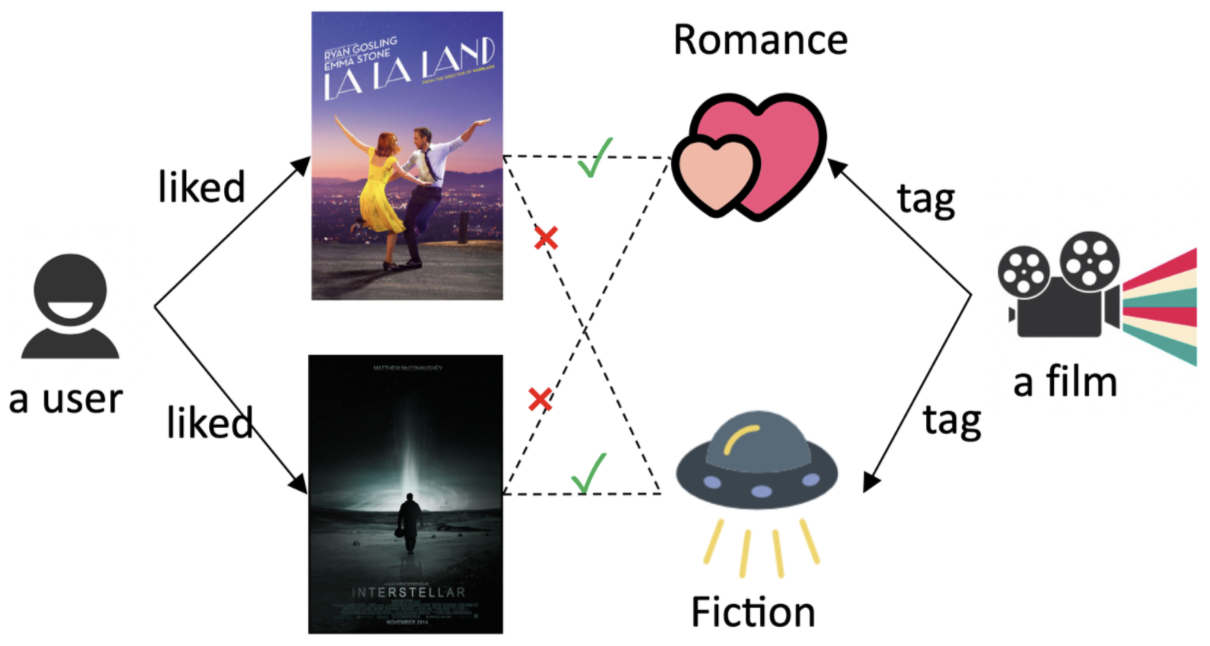 RYAN GOSLING
EMMA STONE
LA LA LAND
Romance
liked
tag
a user
MATTHEW McCONAUGHEY
a film
liked
tag
INTERSTELLAR
NOVEMBER 2014
Fiction